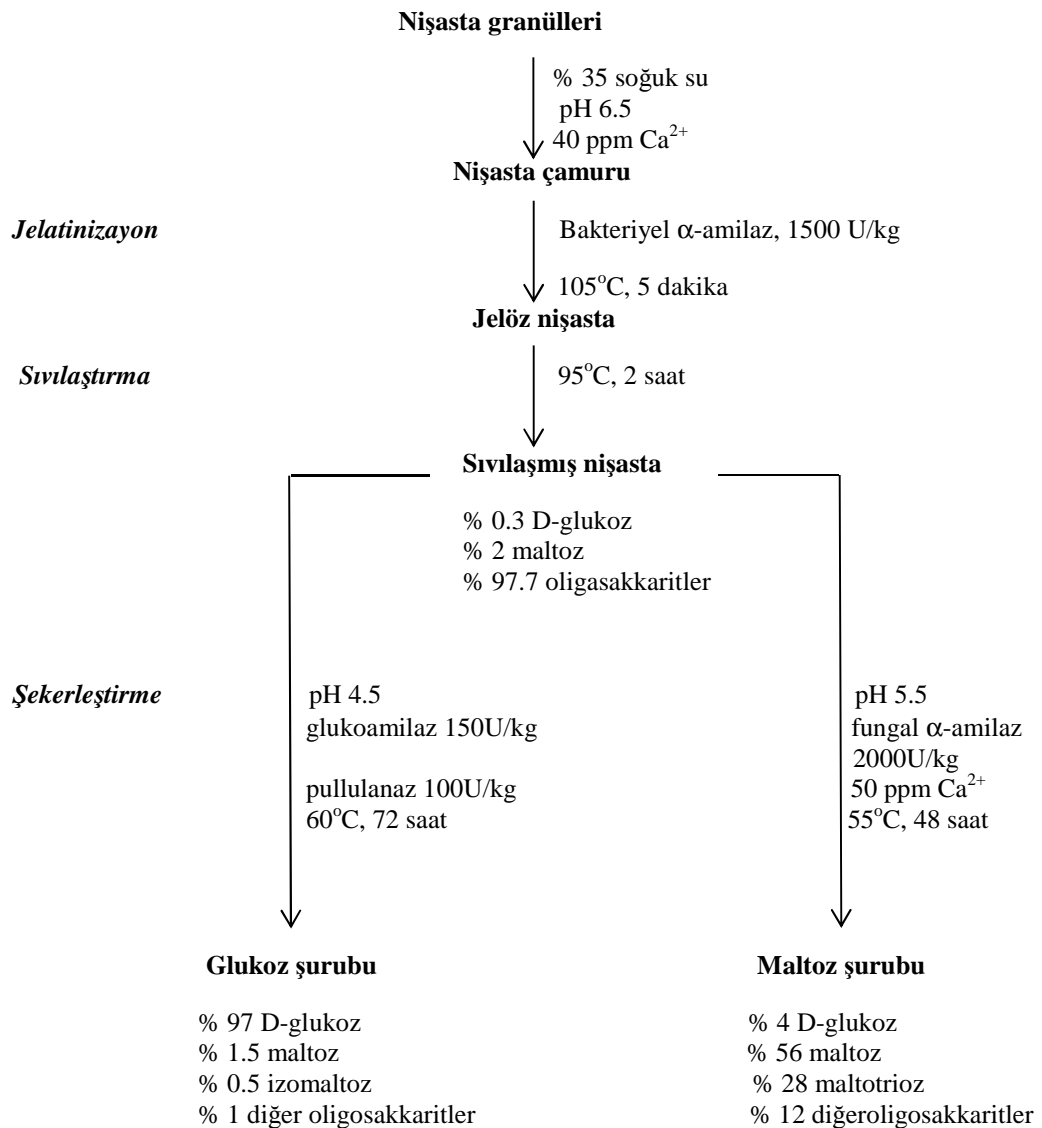 Nişasta granülleri
% 35 soğuk su
pH 6.5
40 ppm Ca²⁺
Nişasta çamuru
Jelatinizayon
Bakteriyel α-amilaz, 1500 U/kg
105°C, 5 dakika
Jelöz nişasta
Sıvılaştırma
95°C, 2 saat
Sıvılaşmış nişasta
% 0.3 D-glukoz
% 2 maltoz
% 97.7 oligasakkaritler
Şekerleştirme
pH 4.5
glukoamilaz 150U/kg
pullulanaz 100U/kg
60°C, 72 saat
pH 5.5
fungal α-amilaz
2000U/kg
50 ppm Ca²⁺
55°C, 48 saat
Glukoz şurubu
% 97 D-glukoz
% 1.5 maltoz
% 0.5 izomaltoz
% 1 diğer oligosakkaritler
Maltoz şurubu
% 4 D-glukoz
% 56 maltoz
% 28 maltotrioz
% 12 diğeroligosakkaritler